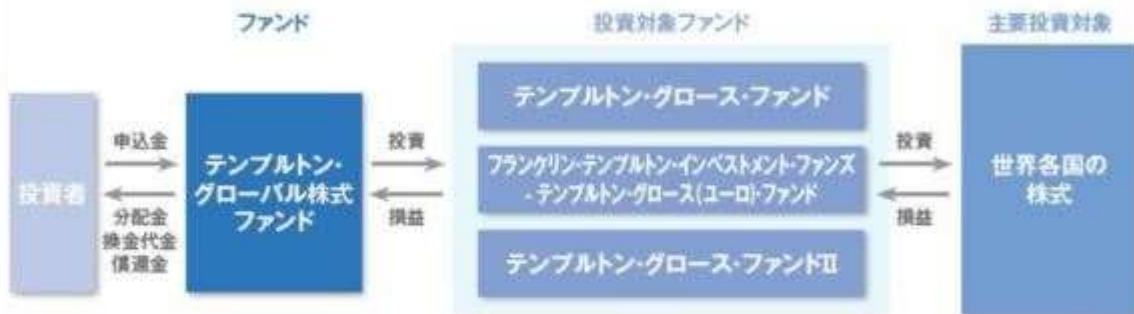 ファンド
投資対象ファンド
主要投資対象
投資者
申込金
分配金
換金代金
償還金
テンプルトン・
グローバル株式
ファンド
投資
損益
テンプルトン・グロース・ファンド
フランクリン・テンプルトン・インベストメント・ファンズ
- テンプルトン・グロース(ユーロ)・ファンド
テンプルトン・グロース・ファンドⅡ
投資
損益
世界各国の
株式